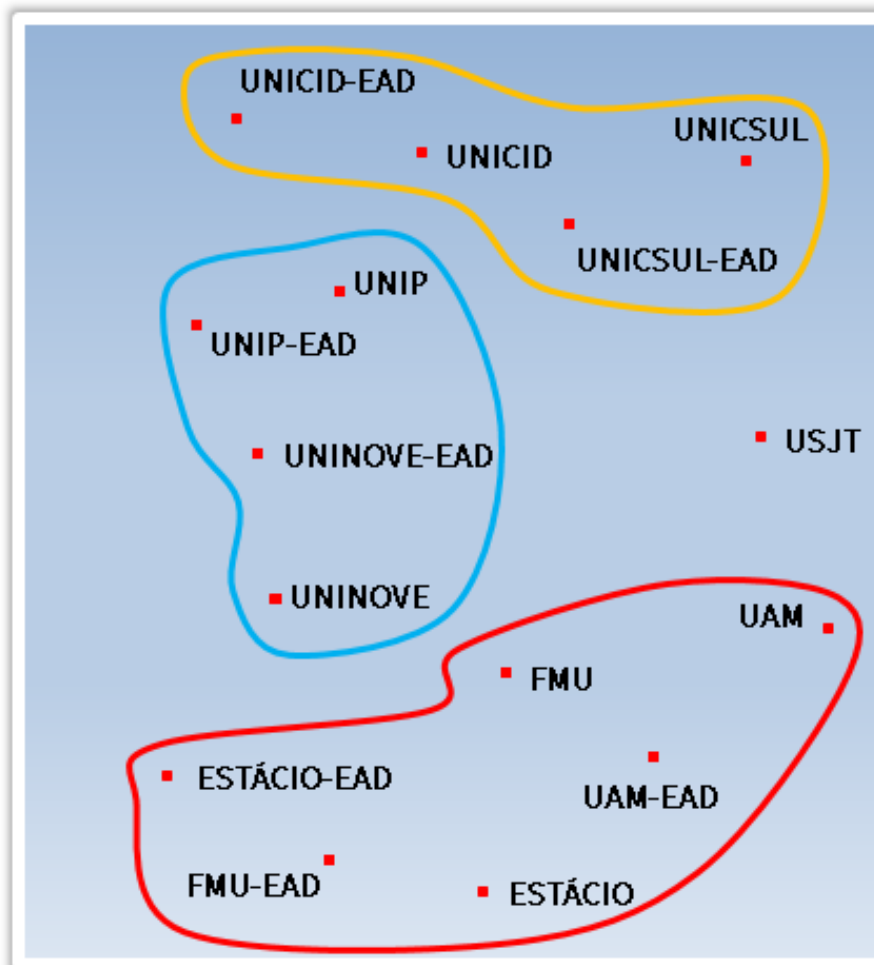 UNICID-EAD
UNICSUL
UNICID
UNICSUL-EAD
UNIP
UNIP-EAD
USJT
UNINOVE-EAD
UNINOVE
UAM
FMU
ESTÁCIO-EAD
UAM-EAD
FMU-EAD
ESTÁCIO